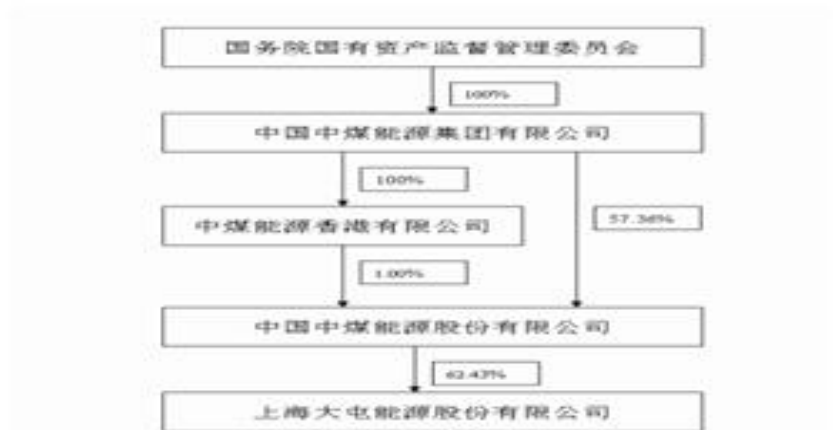 国务院国有资产监督管理委员会
100%
中国中煤能源集团有限公司
100%
57.36%
中煤能源香港有限公司
1.00%
中国中煤能源股份有限公司
62.43%
上海大屯能源股份有限公司